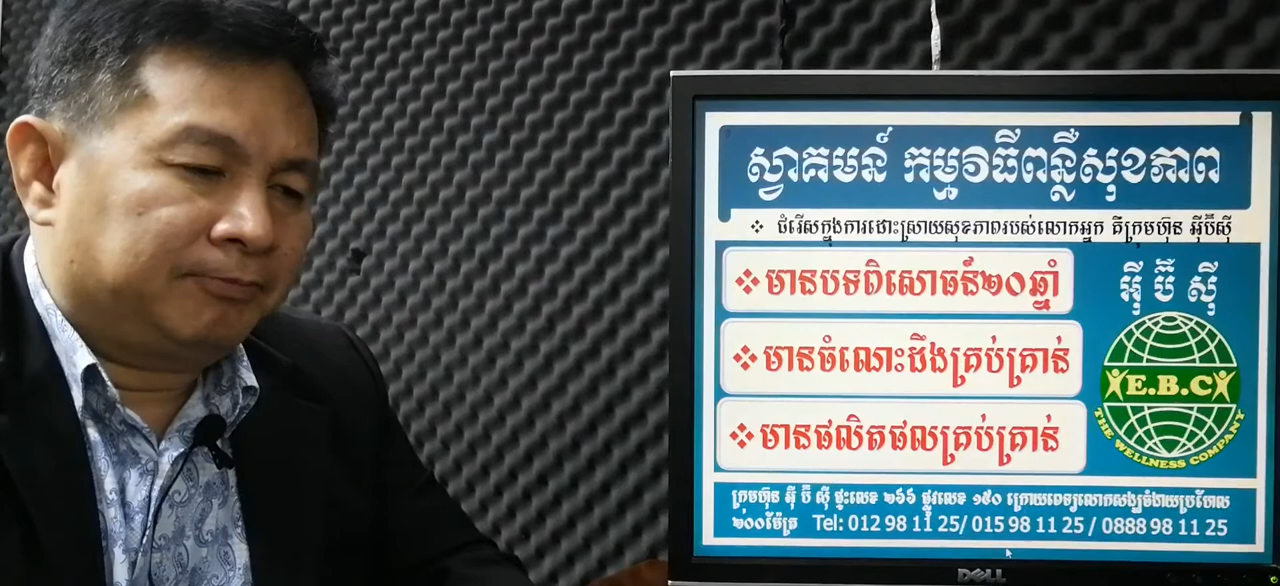 ស្វាគមន៍ កម្មវិធីពន្លឺសុខភាព
❖ ជំរើសក្នុងការដោះស្រាយសុខភាពរបស់លោកអ្នក គឺក្រុមហ៊ុន អ៊ីប៊ីស៊ី
❖មានបទពិសោធន៍២០ឆ្នាំ
❖មានចំណេះដឹងគ្រប់គ្រាន់
❖មានផលិតផលគ្រប់គ្រាន់
អ៊ី ប៊ី ស៊ី
E.B.C
THE WELLNESS COMPANY
ក្រុមហ៊ុន អ៊ី ប៊ី ស៊ី ផ្ទះលេខ ២៦៦ ផ្លូវលេខ ១៥០ ក្រោយពេទ្យលោកសង្ឃចំងាយប្រហែល
២០០ម៉ែត្រ Tel: 012 98 11 25/ 015 98 11 25 / 0888 98 11 25
DELL